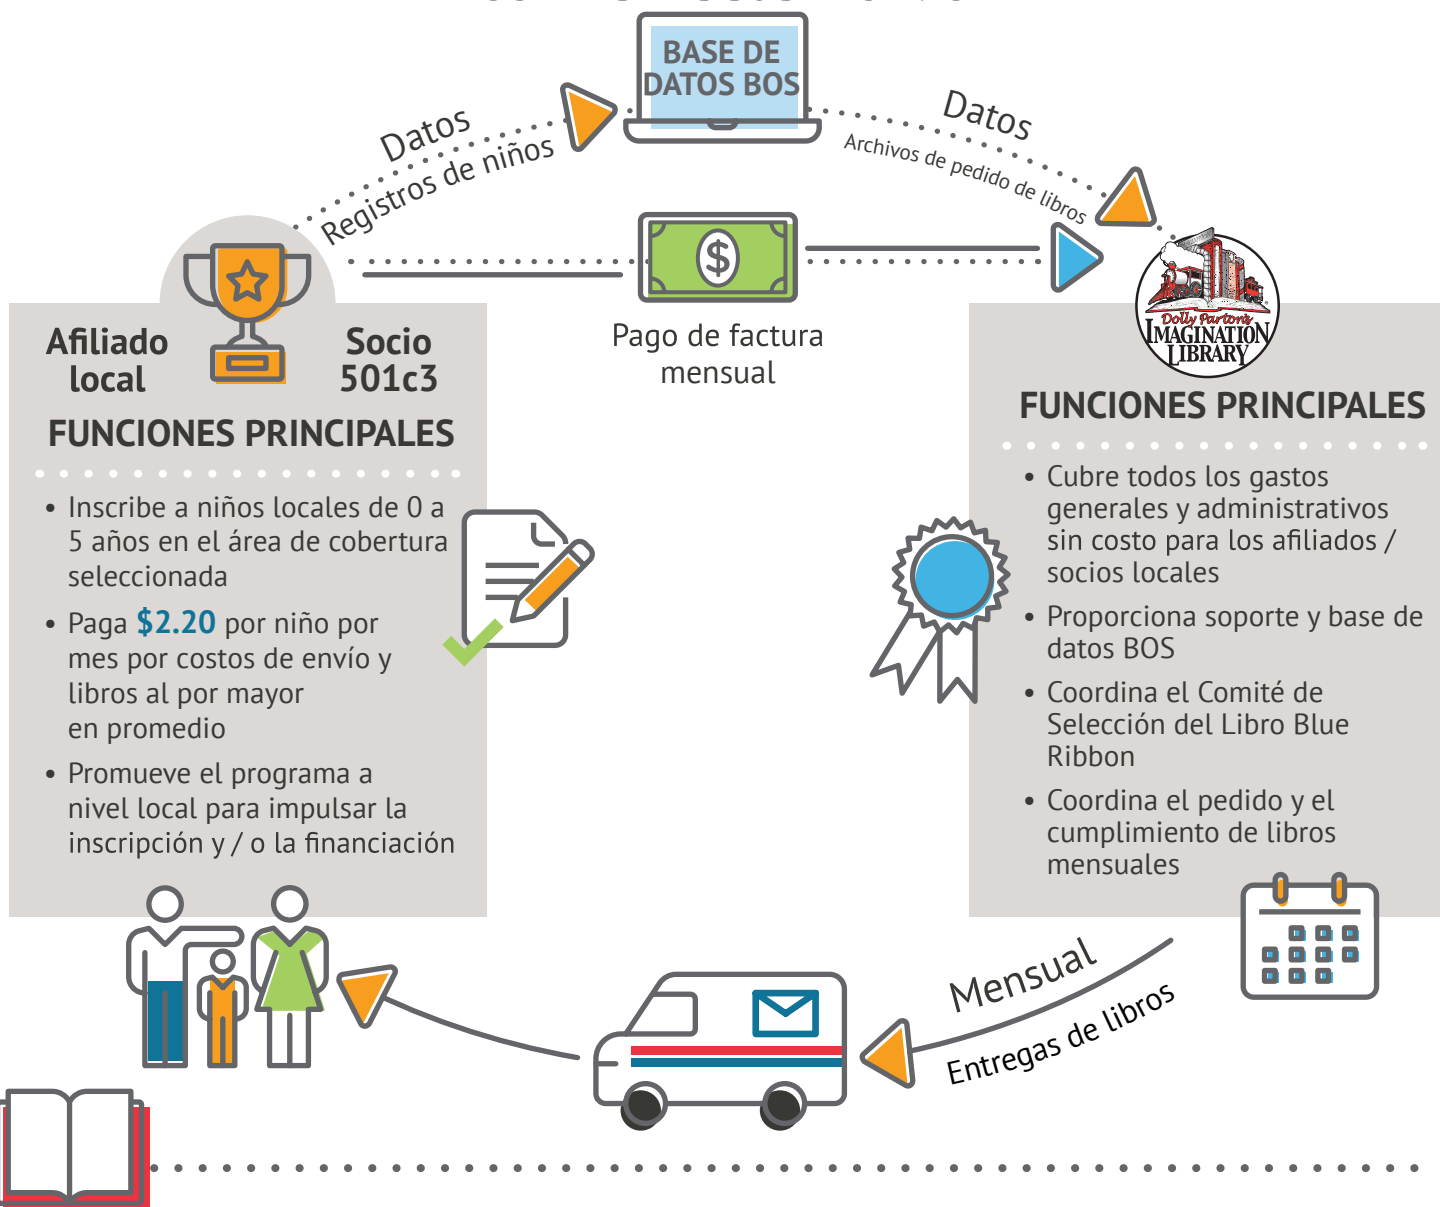 BASE DE
DATOS BOS
Datos
Registros de niños
Datos
Archivos de pedido de libros
$
Pago de factura
mensual
Afiliado
local
Socio
501c3
FUNCIONES PRINCIPALES
• Inscribe a niños locales de 0 a
5 años en el área de cobertura
seleccionada
• Paga $2.20 por niño por
mes por costos de envío y
libros al por mayor
en promedio
• Promueve el programa a
nivel local para impulsar la
inscripción y / o la financiación
Dolly Parton's
IMAGINATION
LIBRARY
FUNCIONES PRINCIPALES
• Cubre todos los gastos
generales y administrativos
sin costo para los afiliados /
socios locales
• Proporciona soporte y base de
datos BOS
• Coordina el Comité de
Selección del Libro Blue
Ribbon
• Coordina el pedido y el
cumplimiento de libros
mensuales
Mensual
Entregas de libros